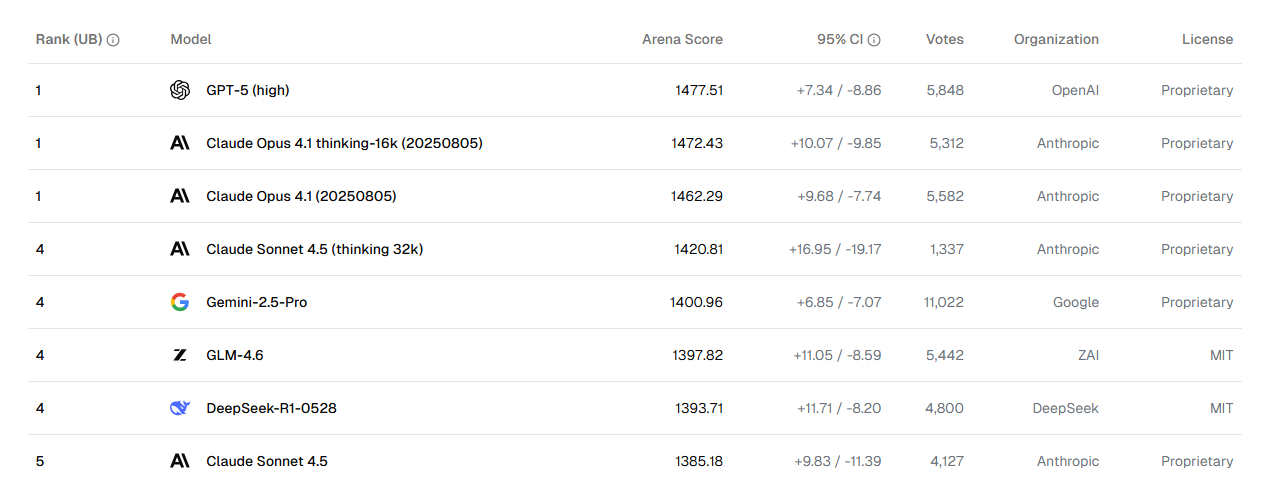 Rank (UB) Model Arena Score 95% CI Votes Organization License
1 GPT-5 (high) 1477.51 +7.34 / -8.86 5,848 OpenAI Proprietary
1 Claude Opus 4.1 thinking-16k (20250805) 1472.43 +10.07 / -9.85 5,312 Anthropic Proprietary
1 Claude Opus 4.1 (20250805) 1462.29 +9.68 / -7.74 5,582 Anthropic Proprietary
4 Claude Sonnet 4.5 (thinking 32k) 1420.81 +16.95 / -19.17 1,337 Anthropic Proprietary
4 Gemini-2.5-Pro 1400.96 +6.85 / -7.07 11,022 Google Proprietary
4 GLM-4.6 1397.82 +11.05 / -8.59 5,442 ZAI MIT
4 DeepSeek-R1-0528 1393.71 +11.71 / -8.20 4,800 DeepSeek MIT
5 Claude Sonnet 4.5 1385.18 +9.83 / -11.39 4,127 Anthropic Proprietary